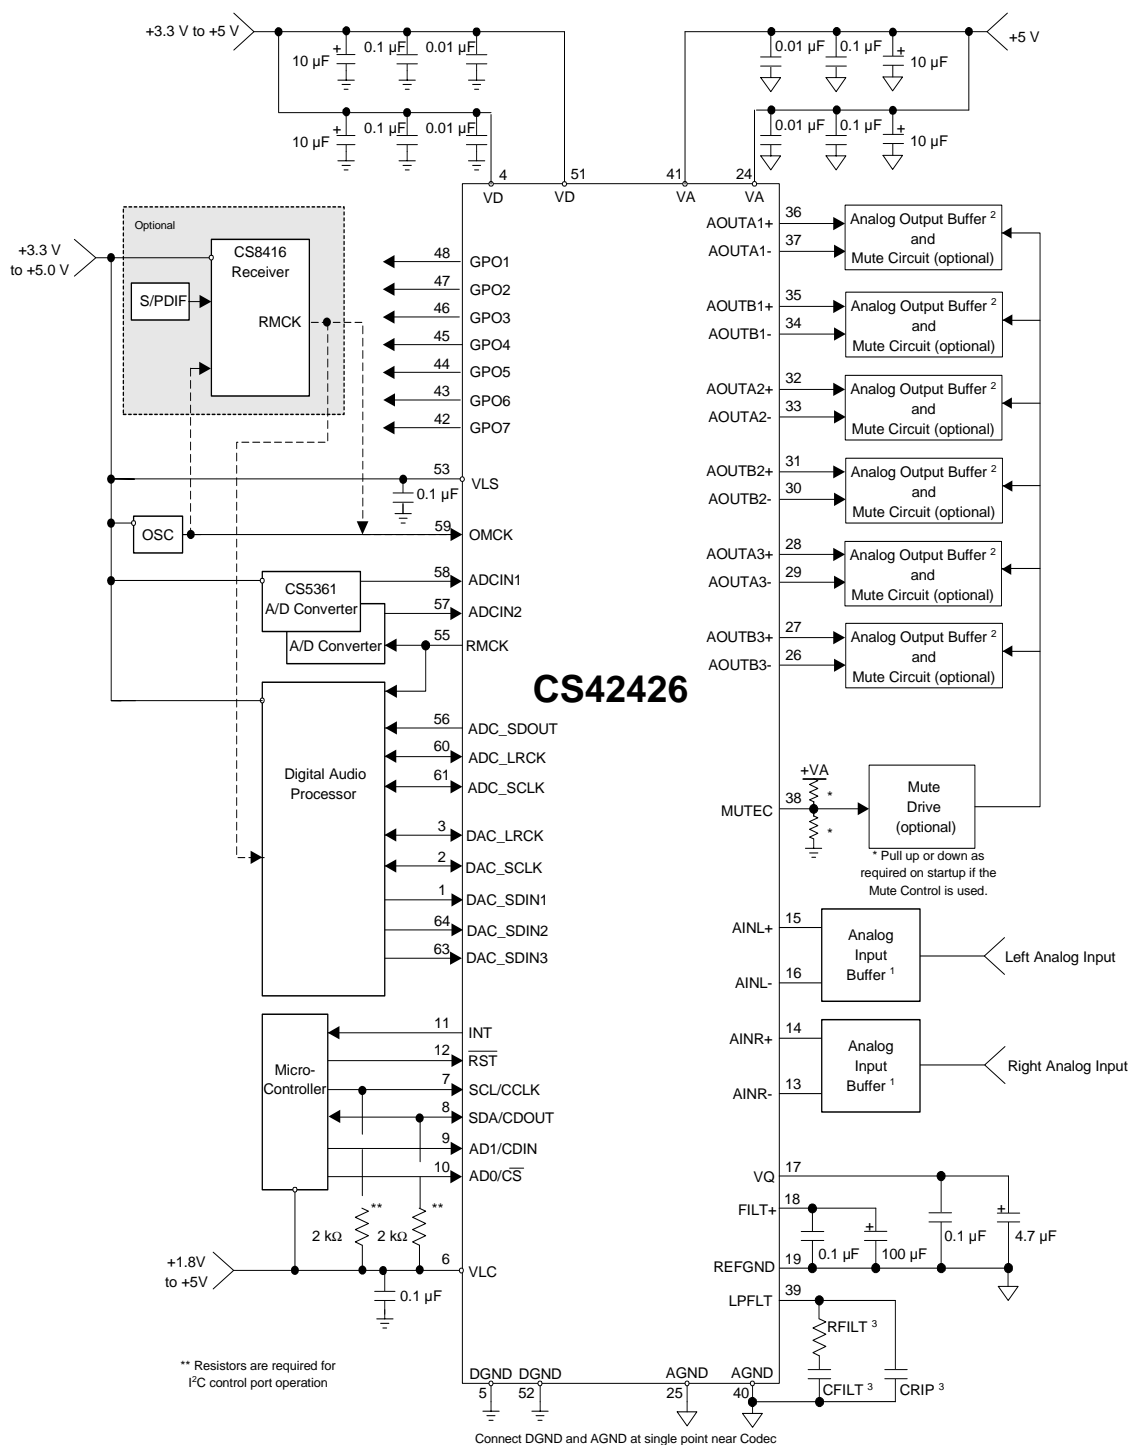 +3.3 V to +5 V
10 µF
0.1 µF
0.01 µF
10 µF
0.1 µF
0.01 µF
0.01 µF
0.1 µF
10 µF
+5 V
0.01 µF
0.1 µF
10 µF
4
51
41
24
VD
VD
VA
VA
Optional
+3.3 V
to +5.0 V
CS8416
Receiver
S/PDIF
RMCK
48
GPO1
47
GPO2
46
GPO3
45
GPO4
44
GPO5
43
GPO6
42
GPO7
53
VLS
0.1 µF
OSC
59
OMCK
CS5361
A/D Converter
A/D Converter
58
ADCIN1
57
ADCIN2
55
RMCK
CS42426
Digital Audio
Processor
56
ADC_SDOUT
60
ADC_LRCK
61
ADC_SCLK
3
DAC_LRCK
2
DAC_SCLK
1
DAC_SDIN1
64
DAC_SDIN2
63
DAC_SDIN3
Micro-
Controller
11
INT
12
RST
7
SCL/CCLK
8
SDA/CDOUT
9
AD1/CDIN
10
AD0/CS
**
**
2 kΩ
2 kΩ
+1.8V
to +5V
6
VLC
0.1 µF
** Resistors are required for
I²C control port operation
AOUTA1+
36
AOUTA1-
37
Analog Output Buffer ²
and
Mute Circuit (optional)
AOUTB1+
35
AOUTB1-
34
Analog Output Buffer ²
and
Mute Circuit (optional)
AOUTA2+
32
AOUTA2-
33
Analog Output Buffer ²
and
Mute Circuit (optional)
AOUTB2+
31
AOUTB2-
30
Analog Output Buffer ²
and
Mute Circuit (optional)
AOUTA3+
28
AOUTA3-
29
Analog Output Buffer ²
and
Mute Circuit (optional)
AOUTB3+
27
AOUTB3-
26
Analog Output Buffer ²
and
Mute Circuit (optional)
MUTEC
38
+VA
*
*
Mute
Drive
(optional)
* Pull up or down as
required on startup if the
Mute Control is used.
AINL+
15
AINL-
16
Analog
Input
Buffer ¹
Left Analog Input
AINR+
14
AINR-
13
Analog
Input
Buffer ¹
Right Analog Input
VQ
17
FILT+
18
REFGND
19
0.1 µF
100 µF
0.1 µF
4.7 µF
LPFLT
39
RFILT ³
CFILT ³
CRIP ³
DGND
DGND
AGND
AGND
5
52
25
40
Connect DGND and AGND at single point near Codec